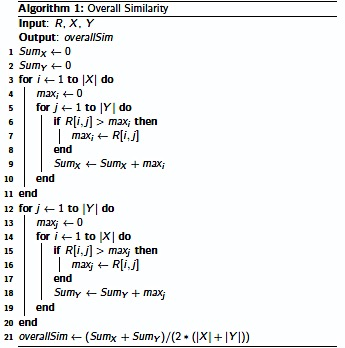 Algorithm 1: Overall Similarity
Input: R, X, Y
Output: overallSim
1 Sum_X ← 0
2 Sum_Y ← 0
3 for i ← 1 to |X| do
4 max_i ← 0
5 for j ← 1 to |Y| do
6 if R[i,j] > max_i then
7 max_i ← R[i,j]
8 end
9 Sum_X ← Sum_X + max_i
10 end
11 end
12 for j ← 1 to |Y| do
13 max_j ← 0
14 for i ← 1 to |X| do
15 if R[i,j] > max_j then
16 max_j ← R[i,j]
17 end
18 Sum_Y ← Sum_Y + max_j
19 end
20 end
21 overallSim ← (Sum_X + Sum_Y)/(2 * (|X| + |Y|))